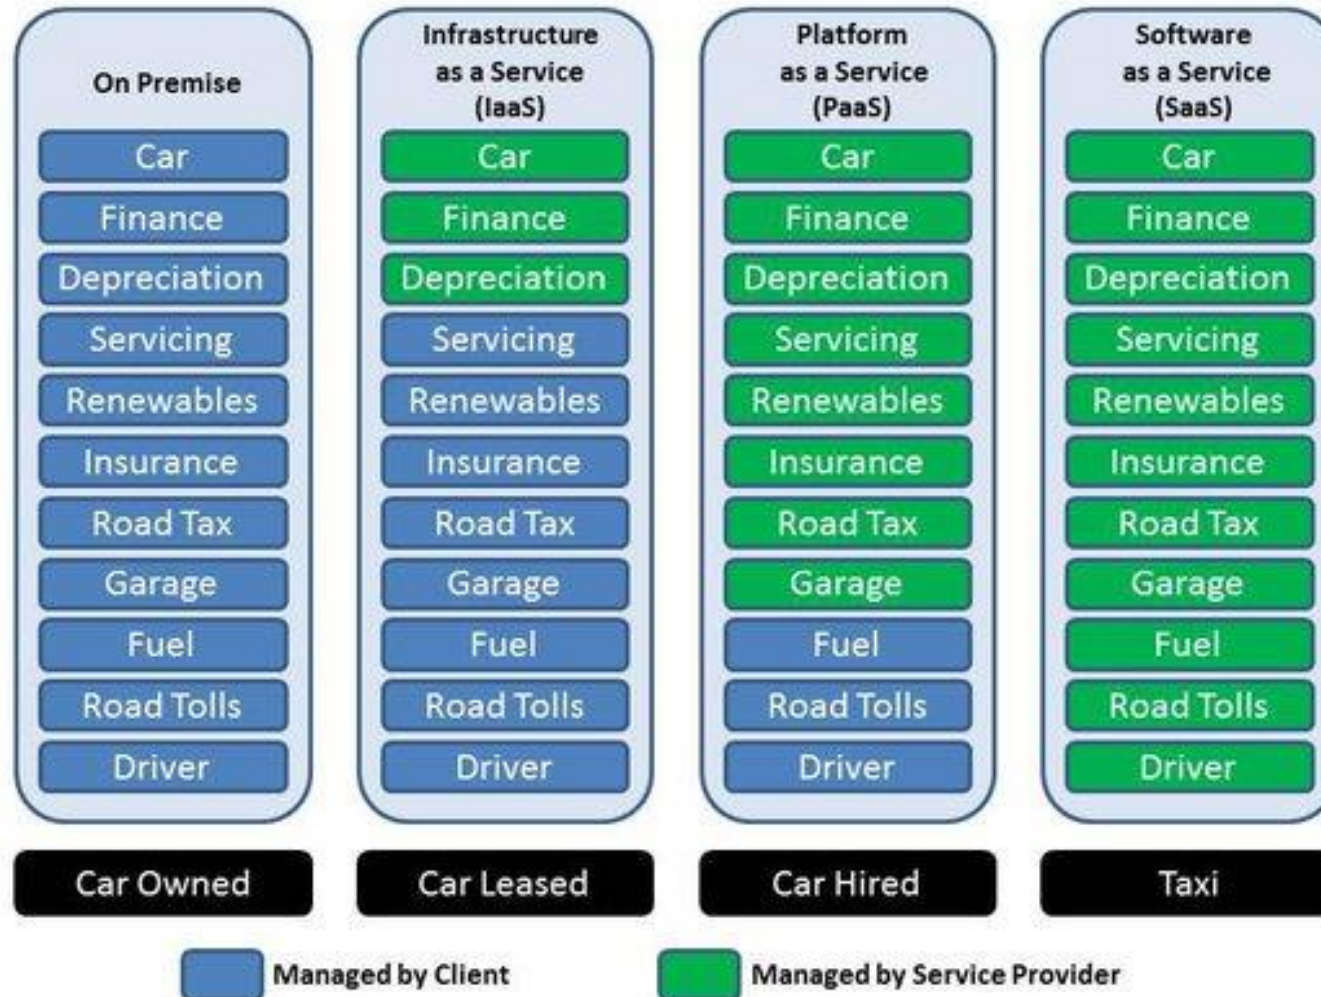 On Premise
Car
Finance
Depreciation
Servicing
Renewables
Insurance
Road Tax
Garage
Fuel
Road Tolls
Driver
Car Owned
Infrastructure
as a Service
(IaaS)
Car
Finance
Depreciation
Servicing
Renewables
Insurance
Road Tax
Garage
Fuel
Road Tolls
Driver
Car Leased
Platform
as a Service
(PaaS)
Car
Finance
Depreciation
Servicing
Renewables
Insurance
Road Tax
Garage
Fuel
Road Tolls
Driver
Car Hired
Software
as a Service
(SaaS)
Car
Finance
Depreciation
Servicing
Renewables
Insurance
Road Tax
Garage
Fuel
Road Tolls
Driver
Taxi
Managed by Client
Managed by Service Provider